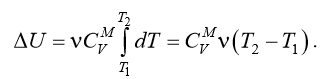 ΔU = νC_V^M ∫_{T_1}^{T_2} dT = C_V^M ν(T_2 − T_1).